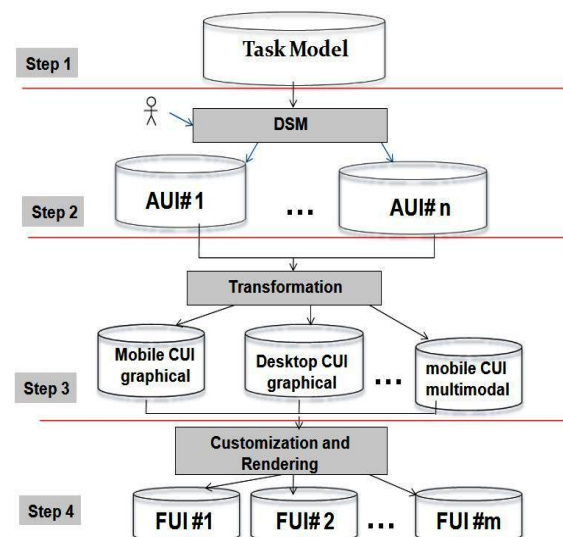 Task Model
Step 1
DSM
AUI# 1
...
AUI# n
Step 2
Transformation
Mobile CUI
graphical
Desktop CUI
graphical
...
mobile CUI
multimodal
Step 3
Customization and
Rendering
Step 4
FUI #1
FUI# 2
...
FUI #m